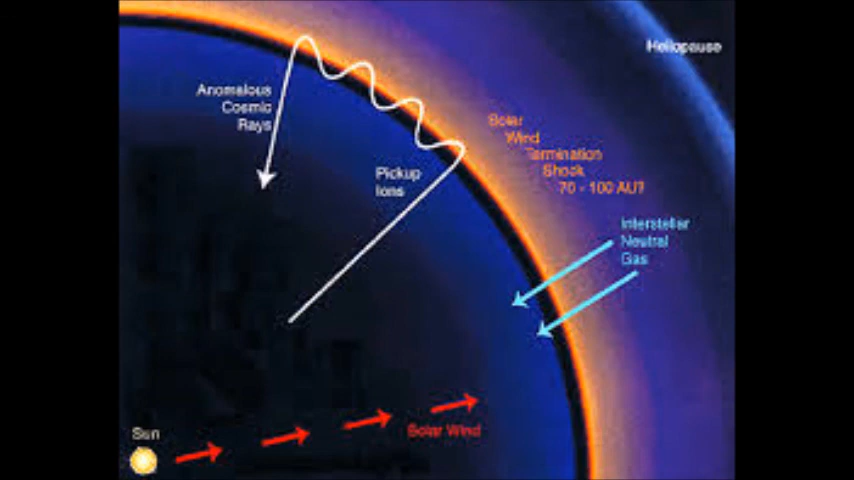 Heliopause
Anomalous
Cosmic
Rays
Solar
Wind
Termination
Shock
70 - 100 AU?
Pickup
Ions
Interstellar
Neutral
Gas
Solar Wind
Sun